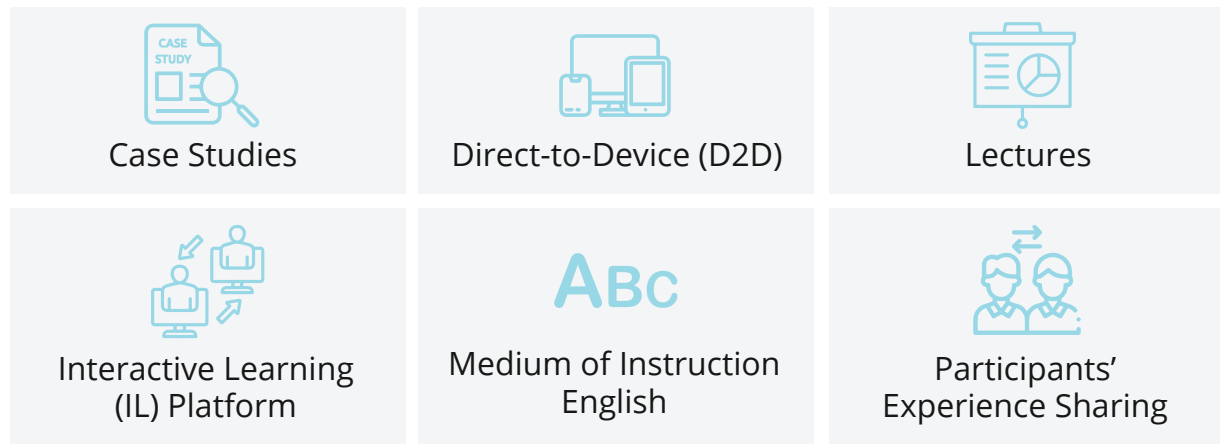 CASE
STUDY
Case Studies
Direct-to-Device (D2D)
Lectures
Interactive Learning
(IL) Platform
ABC
Medium of Instruction
English
Participants’
Experience Sharing